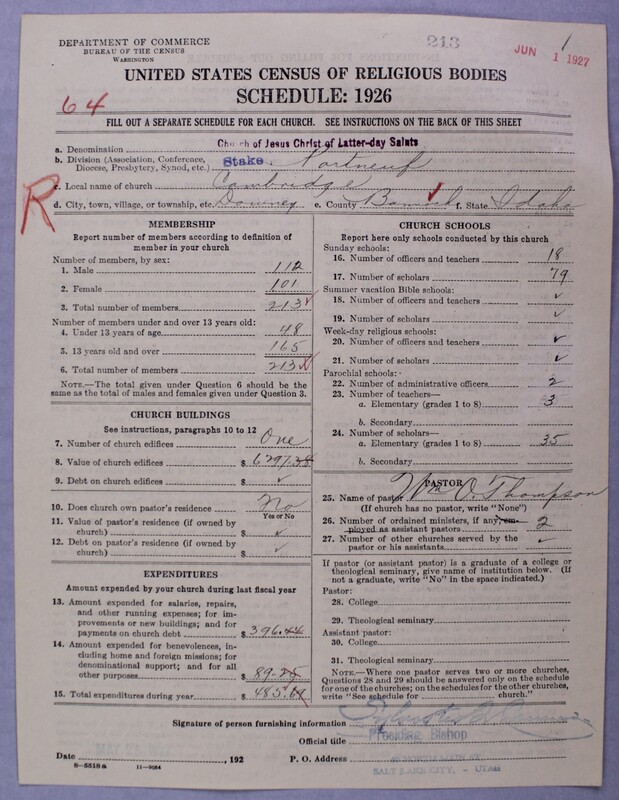 DEPARTMENT OF COMMERCE
BUREAU OF THE CENSUS
WASHINGTON
213
JUN 1 1927
1
UNITED STATES CENSUS OF RELIGIOUS BODIES
SCHEDULE: 1926
64
FILL OUT A SEPARATE SCHEDULE FOR EACH CHURCH. SEE INSTRUCTIONS ON THE BACK OF THIS SHEET
a. Denomination Church of Jesus Christ of Latter-day Saints
b. Division (Association, Conference, Diocese, Presbytery, Synod, etc.) Stake. Portneuf
R
c. Local name of church Cambridge
d. City, town, village, or township, etc. Downey e. County Bannock f. State Idaho
MEMBERSHIP
Report number of members according to definition of
member in your church
Number of members, by sex:
1. Male 112
2. Female 101
3. Total number of members 213
Number of members under and over 13 years old:
4. Under 13 years of age 48
5. 13 years old and over 165
6. Total number of members 213
NOTE.—The total given under Question 6 should be
same as the total of males and females given under Question 3.
CHURCH BUILDINGS
See instructions, paragraphs 10 to 12
7. Number of church edifices One
8. Value of church edifices $ 6297.38
9. Debt on church edifices $ ✓
10. Does church own pastor's residence No
Yes or No
11. Value of pastor's residence (if owned by
church) $ ✓
12. Debt on pastor's residence (if owned by
church) $ ✓
EXPENDITURES
Amount expended by your church during last fiscal year
13. Amount expended for salaries, repairs,
and other running expenses; for im-
provements or new buildings; and for
payments on church debt $ 396.44
14. Amount expended for benevolences, in-
cluding home and foreign missions; for
denominational support; and for all
other purposes $ 89.25
15. Total expenditures during year $ 485.69
CHURCH SCHOOLS
Report here only schools conducted by this church
Sunday schools:
16. Number of officers and teachers 18
17. Number of scholars 79
Summer vacation Bible schools:
18. Number of officers and teachers ✓
19. Number of scholars ✓
Week-day religious schools:
20. Number of officers and teachers ✓
21. Number of scholars ✓
Parochial schools:
22. Number of administrative officers 2
23. Number of teachers—
a. Elementary (grades 1 to 8) 3
b. Secondary
24. Number of scholars—
a. Elementary (grades 1 to 8) 35
b. Secondary
PASTOR
25. Name of pastor Wm O. Thompson
(If church has no pastor, write "None")
26. Number of ordained ministers, if any, em-
ployed as assistant pastors 2
27. Number of other churches served by the
pastor or his assistants ✓
If pastor (or assistant pastor) is a graduate of a college or
theological seminary, give name of institution below. (If
not a graduate, write "No" in the space indicated.)
Pastor:
28. College
29. Theological seminary
Assistant pastor:
30. College
31. Theological seminary
NOTE.—Where one pastor serves two or more churches,
Questions 28 and 29 should be answered only on the schedule
for one of the churches; on the schedules for the other churches,
write "See schedule for church."
Signature of person furnishing information
Official title Presiding Bishop
Date , 192 P. O. Address
SALT LAKE CITY, - UTAH
8—5518 a 11—9064